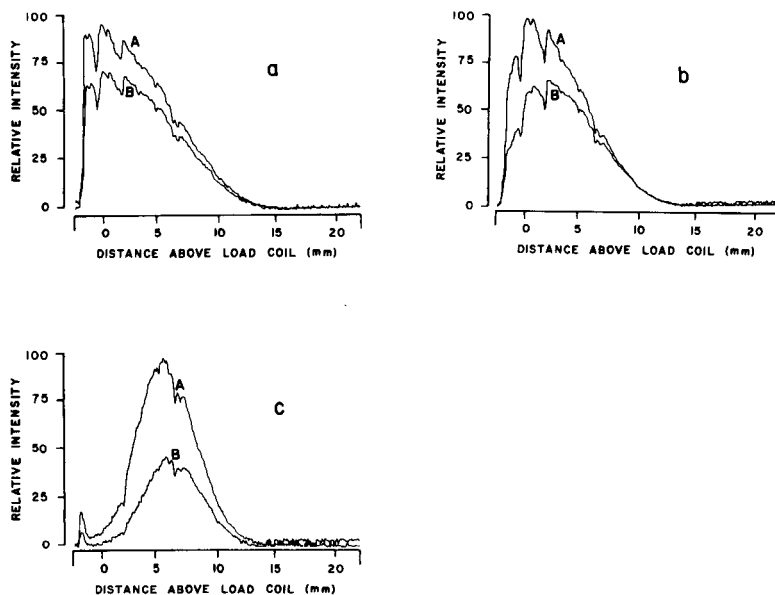 100
75
50
25
0
RELATIVE INTENSITY
A
B
a
0 5 10 15 20
DISTANCE ABOVE LOAD COIL (mm)
100
75
50
25
0
RELATIVE INTENSITY
A
B
b
0 5 10 15 20
DISTANCE ABOVE LOAD COIL (mm)
100
75
50
25
0
RELATIVE INTENSITY
A
B
c
0 5 10 15 20
DISTANCE ABOVE LOAD COIL (mm)